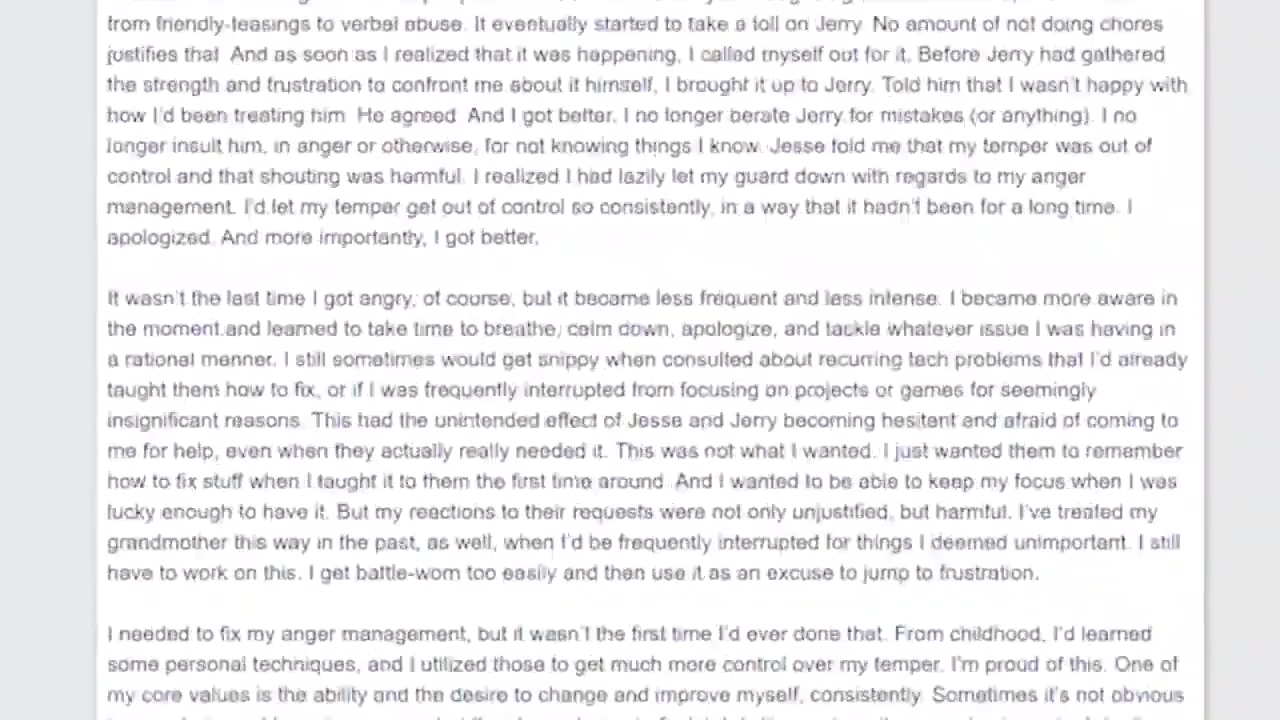 from friendly-teasings to verbal abuse. It eventually started to take a toll on Jerry. No amount of not doing chores
justifies that. And as soon as I realized that it was happening, I called myself out for it. Before Jerry had gathered
the strength and frustration to confront me about it himself, I brought it up to Jerry. Told him that I wasn't happy with
how I'd been treating him. He agreed. And I got better. I no longer berate Jerry for mistakes (or anything). I no
longer insult him, in anger or otherwise, for not knowing things I know. Jesse told me that my temper was out of
control and that shouting was harmful. I realized I had lazily let my guard down with regards to my anger
management. I'd let my temper get out of control so consistently, in a way that it hadn't been for a long time. I
apologized. And more importantly, I got better.
It wasn't the last time I got angry, of course, but it became less frequent and less intense. I became more aware in
the moment and learned to take time to breathe, calm down, apologize, and tackle whatever issue I was having in
a rational manner. I still sometimes would get snippy when consulted about recurring tech problems that I'd already
taught them how to fix, or if I was frequently interrupted from focusing on projects or games for seemingly
insignificant reasons. This had the unintended effect of Jesse and Jerry becoming hesitant and afraid of coming to
me for help, even when they actually really needed it. This was not what I wanted. I just wanted them to remember
how to fix stuff when I taught it to them the first time around. And I wanted to be able to keep my focus when I was
lucky enough to have it. But my reactions to their requests were not only unjustified, but harmful. I've treated my
grandmother this way in the past, as well, when I'd be frequently interrupted for things I deemed unimportant. I still
have to work on this. I get battle-worn too easily and then use it as an excuse to jump to frustration.
I needed to fix my anger management, but it wasn't the first time I'd ever done that. From childhood, I'd learned
some personal techniques, and I utilized those to get much more control over my temper. I'm proud of this. One of
my core values is the ability and the desire to change and improve myself, consistently. Sometimes it's not obvious